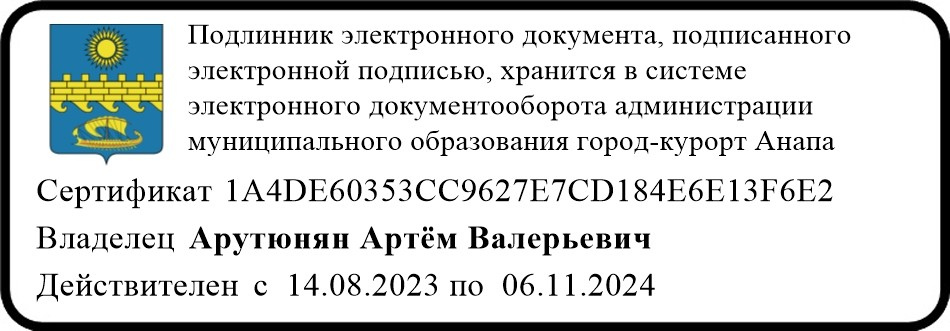 Подлинник электронного документа, подписанного
электронной подписью, хранится в системе
электронного документооборота администрации
муниципального образования город-курорт Анапа
Сертификат 1A4DE60353CC9627E7CD184E6E13F6E2
Владелец Арутюнян Артём Валерьевич
Действителен с 14.08.2023 по 06.11.2024